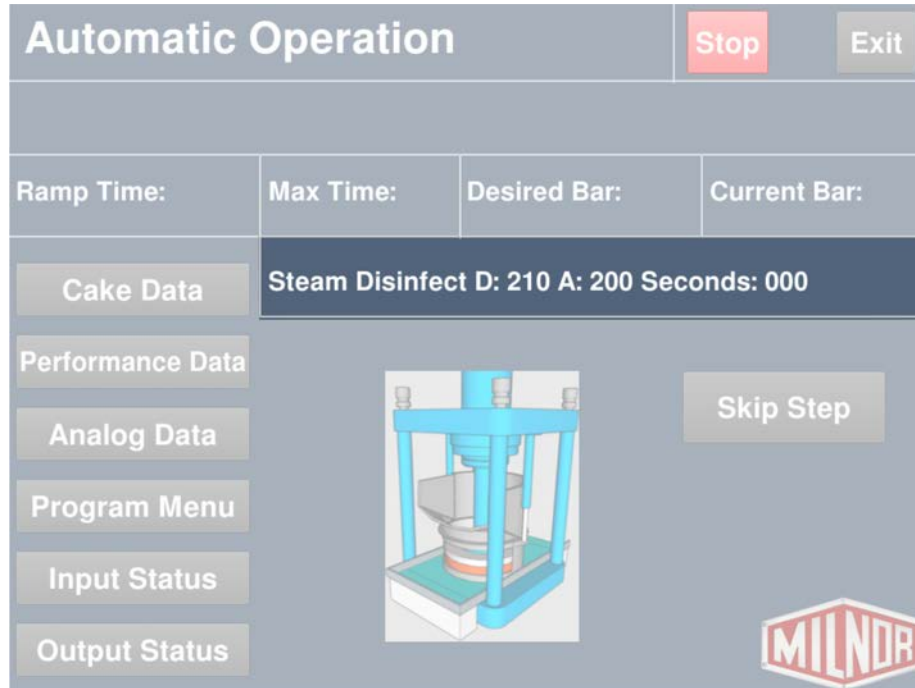 Automatic Operation
Stop
Exit
Ramp Time:
Max Time:
Desired Bar:
Current Bar:
Cake Data
Steam Disinfect D: 210 A: 200 Seconds: 000
Performance Data
Analog Data
Skip Step
Program Menu
Input Status
Output Status
MILNOR